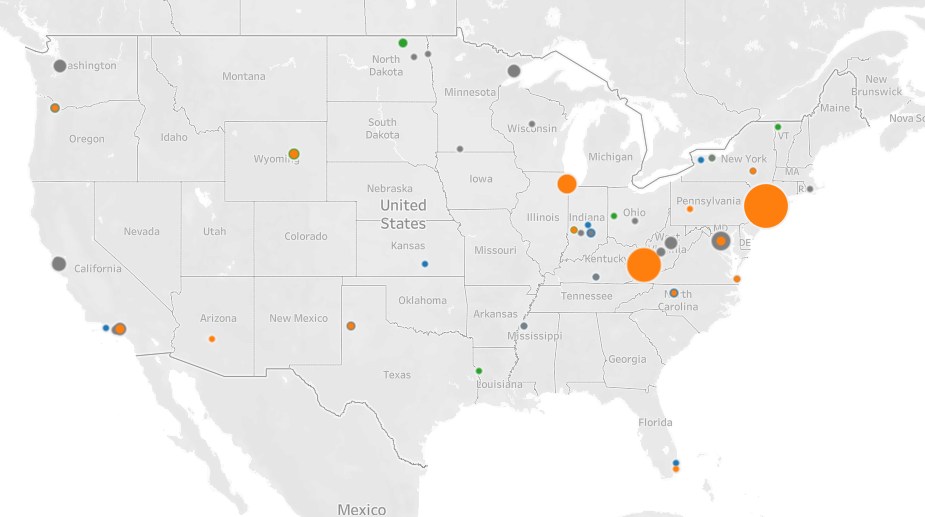 ashington
Montana
North
Dakota
Minnesota
New
Brunswick
Maine
Nova Sc
Oregon
Idaho
South
Dakota
Wisconsin
VT
Wyoming
Michigan
New York
MA
Nebraska
Iowa
Pennsylvania
United
States
Illinois
Indiana
Ohio
Nevada
Utah
Colorado
Kansas
Missouri
MD
DE
California
Kentucky
Oklahoma
Tennessee
North
Carolina
Arizona
New Mexico
Arkansas
Mississippi
Texas
Georgia
Louisiana
Florida
Mexico